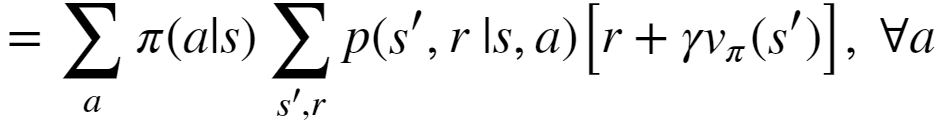 = ∑_a π(a|s) ∑_{s′,r} p(s′, r |s, a)[r + γv_π(s′)], ∀a